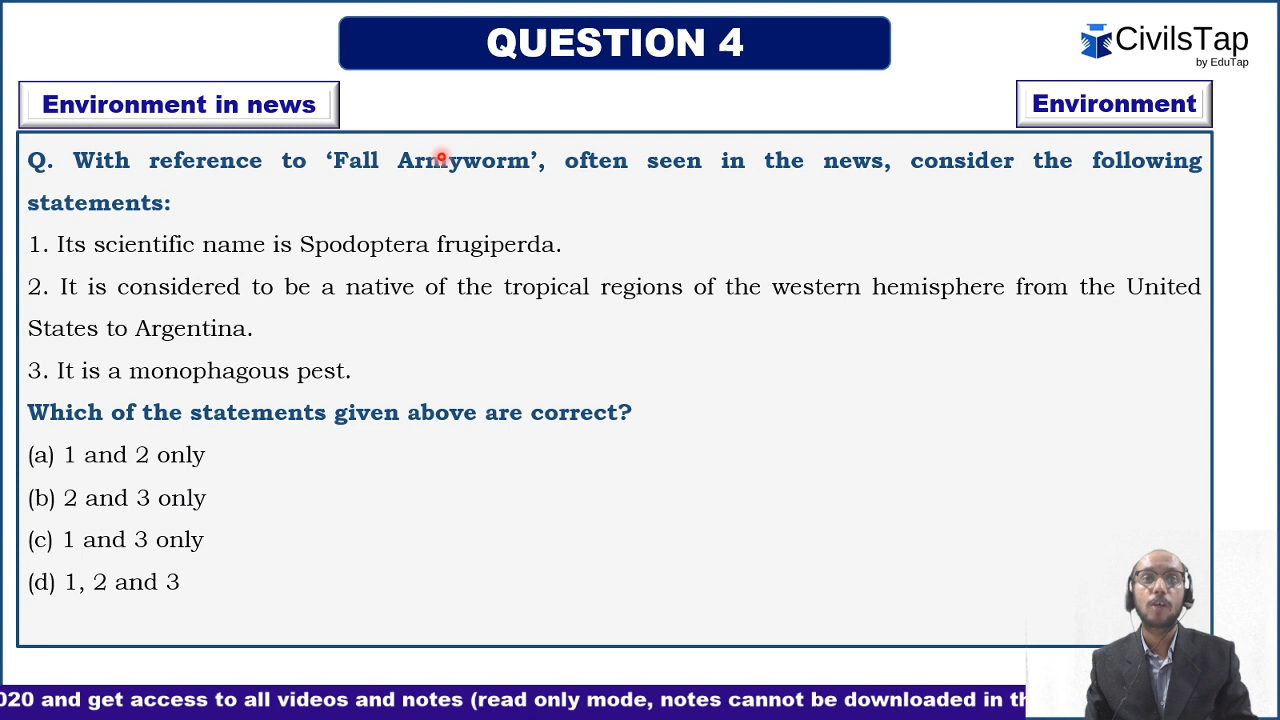 QUESTION 4
CivilsTap
by EduTap
Environment in news
Environment
Q. With reference to ‘Fall Armyworm’, often seen in the news, consider the following
statements:
1. Its scientific name is Spodoptera frugiperda.
2. It is considered to be a native of the tropical regions of the western hemisphere from the United
States to Argentina.
3. It is a monophagous pest.
Which of the statements given above are correct?
(a) 1 and 2 only
(b) 2 and 3 only
(c) 1 and 3 only
(d) 1, 2 and 3
020 and get access to all videos and notes (read only mode, notes cannot be downloaded in